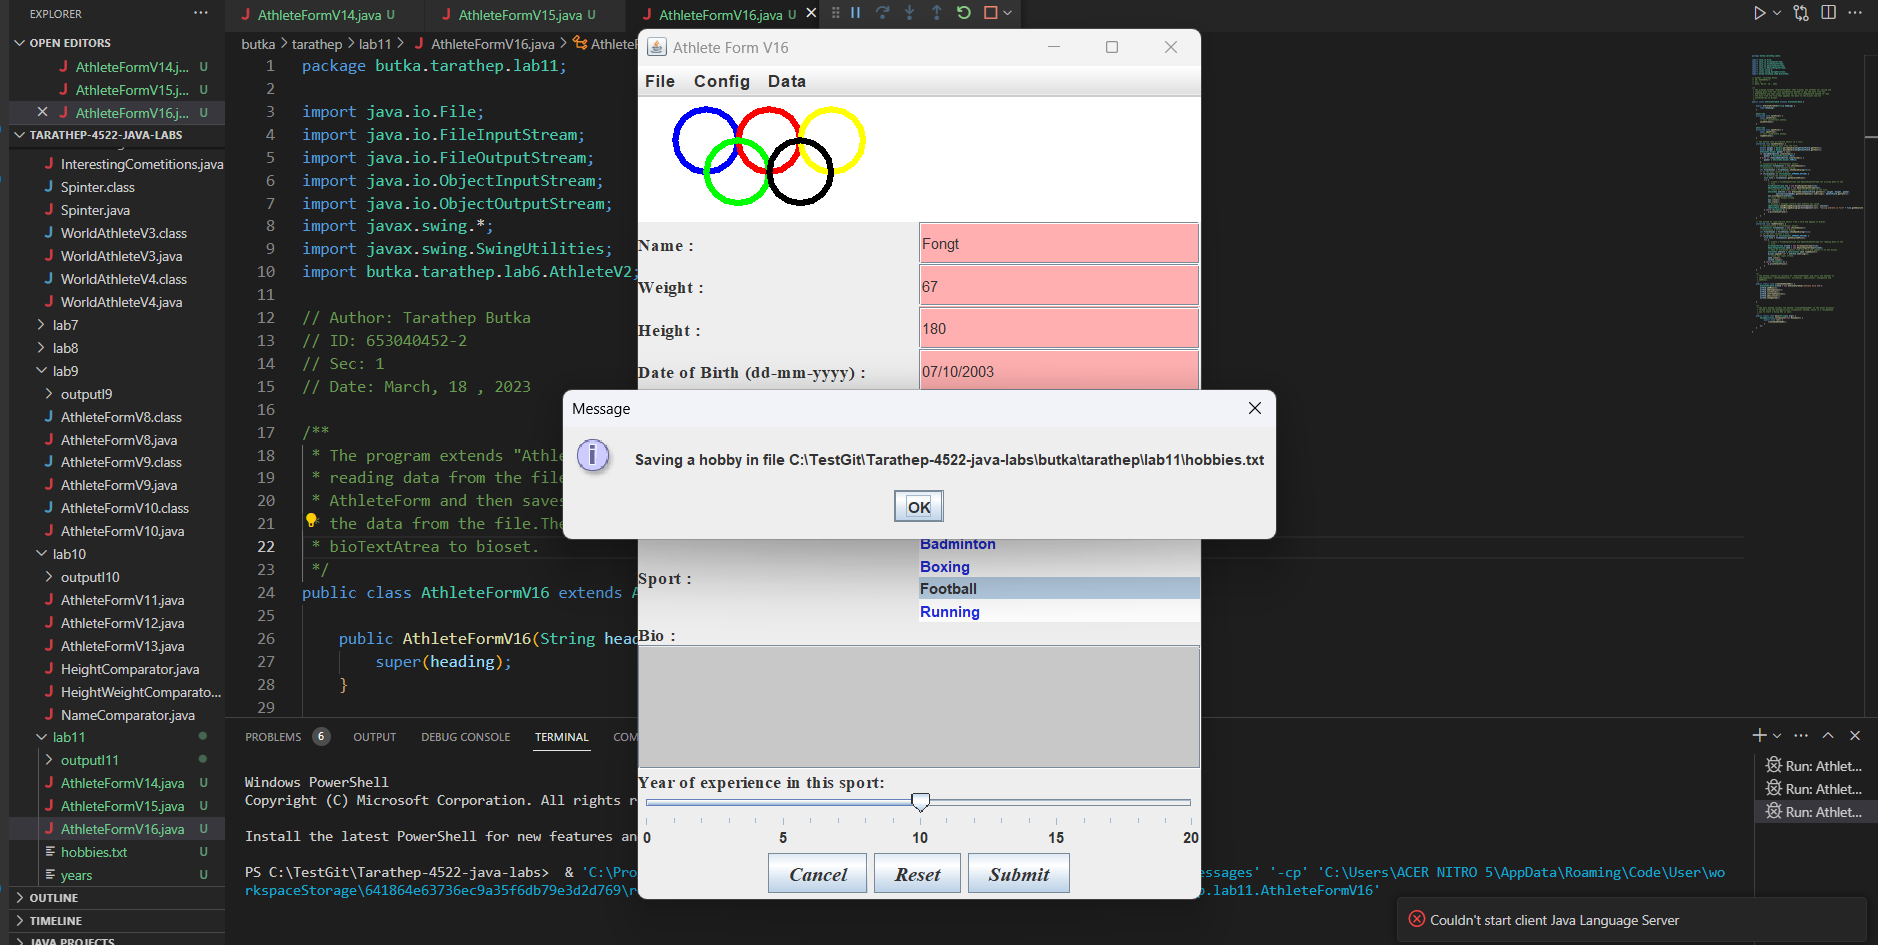 EXPLORER
···
OPEN EDITORS
AthleteFormV14.j... U
AthleteFormV15.j... U
AthleteFormV16.j... U
TARATHEP-4522-JAVA-LABS
InterestingCometitions.java
Spinter.class
Spinter.java
WorldAthleteV3.class
WorldAthleteV3.java
WorldAthleteV4.class
WorldAthleteV4.java
lab7
lab8
lab9
outputl9
AthleteFormV8.class
AthleteFormV8.java
AthleteFormV9.class
AthleteFormV9.java
AthleteFormV10.class
AthleteFormV10.java
lab10
outputl10
AthleteFormV11.java
AthleteFormV12.java
AthleteFormV13.java
HeightComparator.java
HeightWeightComparato...
NameComparator.java
lab11
outputl11
AthleteFormV14.java U
AthleteFormV15.java U
AthleteFormV16.java U
hobbies.txt U
years U
OUTLINE
TIMELINE
JAVA PROJECTS
AthleteFormV14.java U
AthleteFormV15.java U
AthleteFormV16.java U
butka > tarathep > lab11 > AthleteFormV16.java > AthleteF
1 package butka.tarathep.lab11;
2
3 import java.io.File;
4 import java.io.FileInputStream;
5 import java.io.FileOutputStream;
6 import java.io.ObjectInputStream;
7 import java.io.ObjectOutputStream;
8 import javax.swing.*;
9 import javax.swing.SwingUtilities;
10 import butka.tarathep.lab6.AthleteV2;
11
12 // Author: Tarathep Butka
13 // ID: 653040452-2
14 // Sec: 1
15 // Date: March, 18 , 2023
16
17 /**
18 * The program extends "Athle
19 * reading data from the file
20 * AthleteForm and then saves
21 * the data from the file.The
22 * bioTextAtrea to bioset.
23 */
24 public class AthleteFormV16 extends A
25
26 public AthleteFormV16(String head
27 super(heading);
28 }
29
Athlete Form V16
File Config Data
Name : Fongt
Weight : 67
Height : 180
Date of Birth (dd-mm-yyyy) : 07/10/2003
Message
Saving a hobby in file C:\TestGit\Tarathep-4522-java-labs\butka\tarathep\lab11\hobbies.txt
OK
Badminton
Boxing
Sport :
Football
Running
Bio :
Year of experience in this sport:
0 5 10 15 20
Cancel Reset Submit
PROBLEMS 6 OUTPUT DEBUG CONSOLE TERMINAL COM
Windows PowerShell
Copyright (C) Microsoft Corporation. All rights r
Install the latest PowerShell for new features an
PS C:\TestGit\Tarathep-4522-java-labs> & 'C:\Pro ssages' '-cp' 'C:\Users\ACER NITRO 5\AppData\Roaming\Code\User\wo
rkspaceStorage\641864e63736ec9a35f6db79e3d2d769\r p.lab11.AthleteFormV16'
Run: Athlet...
Run: Athlet...
Run: Athlet...
Couldn't start client Java Language Server